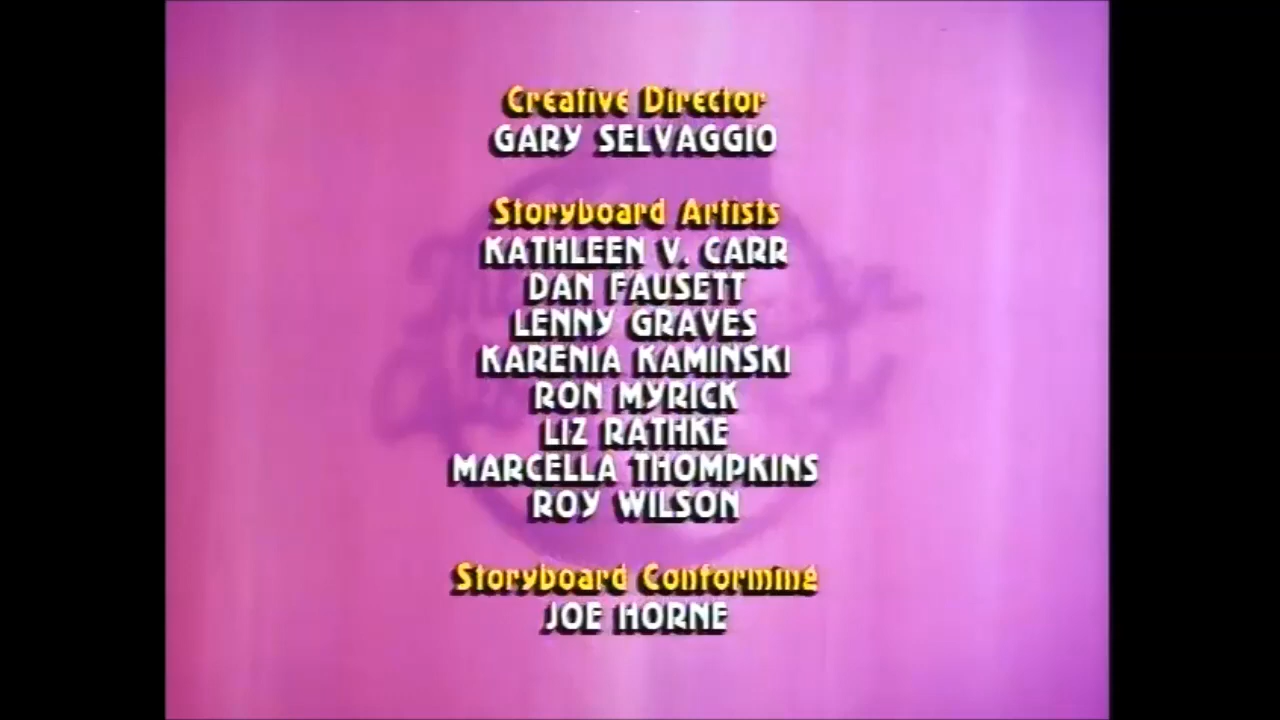 Creative Director
GARY SELVAGGIO
Storyboard Artists
KATHLEEN V. CARR
DAN FAUSETT
LENNY GRAVES
KARENIA KAMINSKI
RON MYRICK
LIZ RATHKE
MARCELLA THOMPKINS
ROY WILSON
Storyboard Conforming
JOE HORNE